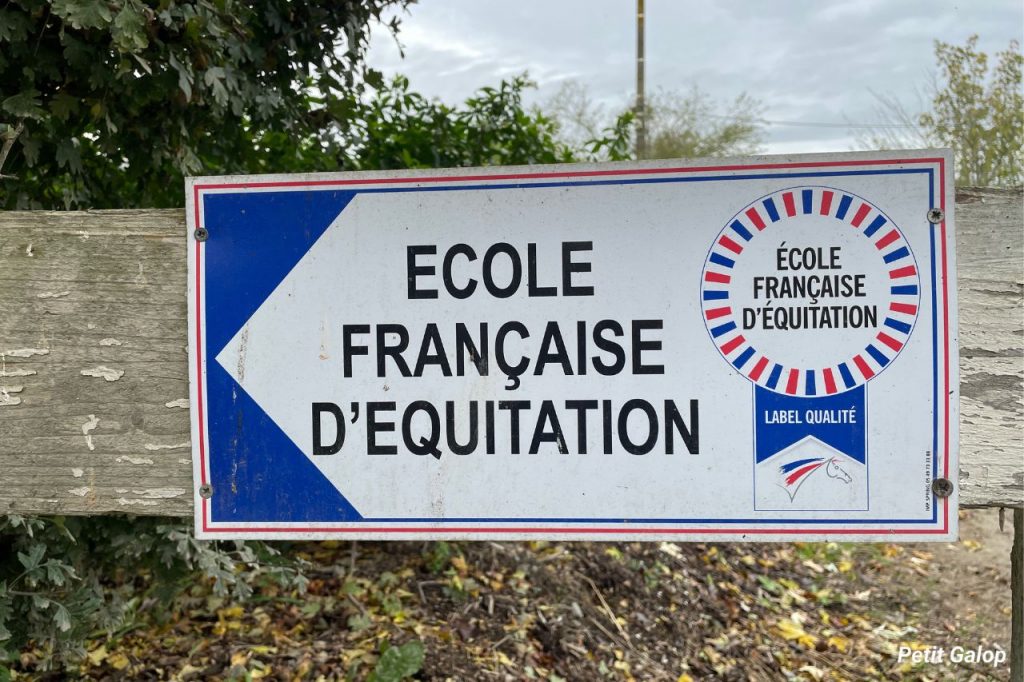 ECOLE
FRANÇAISE
D'EQUITATION
ÉCOLE
FRANÇAISE
D'ÉQUITATION
LABEL QUALITÉ
Petit Galop